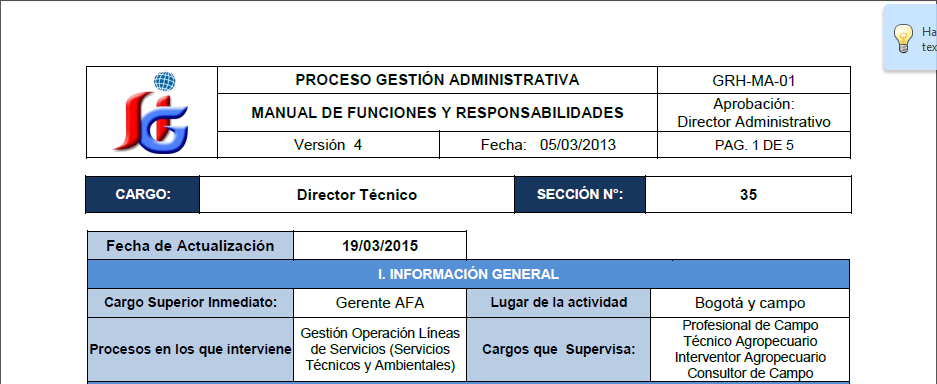 Ha
tex
PROCESO GESTIÓN ADMINISTRATIVA
GRH-MA-01
MANUAL DE FUNCIONES Y RESPONSABILIDADES
Aprobación:
Director Administrativo
Versión 4
Fecha: 05/03/2013
PAG. 1 DE 5
CARGO:
Director Técnico
SECCIÓN N°:
35
Fecha de Actualización
19/03/2015
I. INFORMACIÓN GENERAL
Cargo Superior Inmediato:
Gerente AFA
Lugar de la actividad
Bogotá y campo
Procesos en los que interviene
Gestión Operación Líneas
de Servicios (Servicios
Técnicos y Ambientales)
Cargos que Supervisa:
Profesional de Campo
Técnico Agropecuario
Interventor Agropecuario
Consultor de Campo